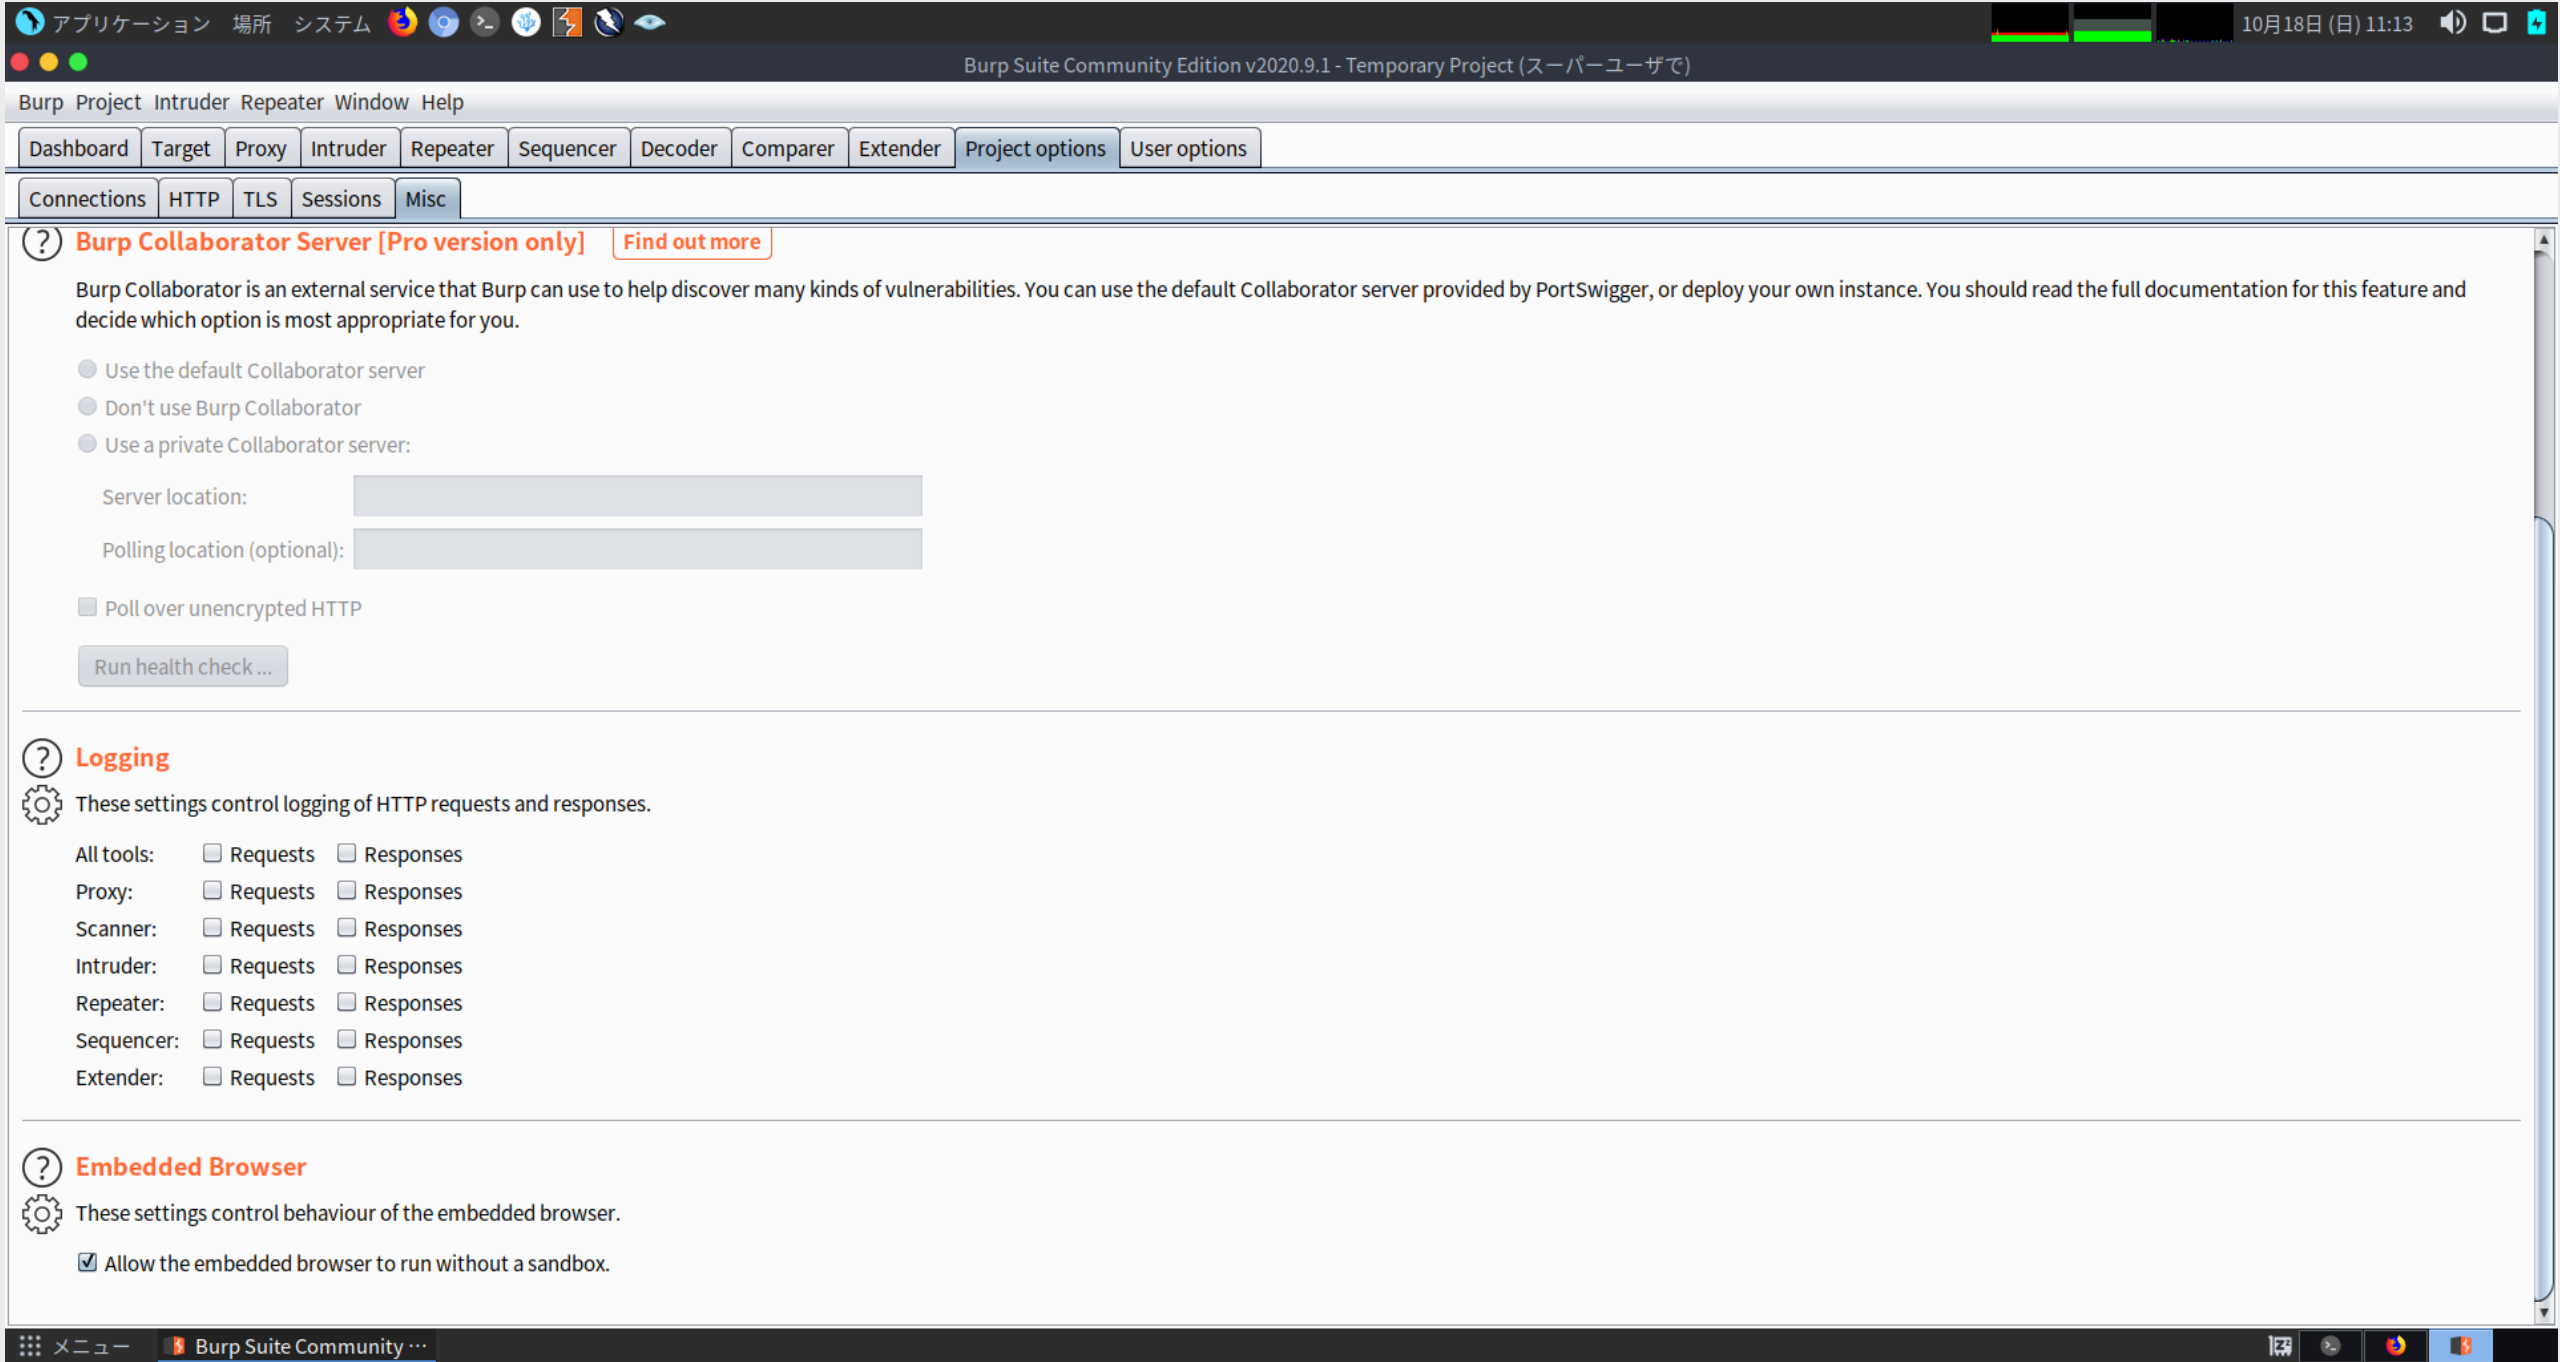 アプリケーション 場所 システム 10月18日 (日) 11:13
Burp Suite Community Edition v2020.9.1 - Temporary Project (スーパーユーザで)
Burp Project Intruder Repeater Window Help
Dashboard Target Proxy Intruder Repeater Sequencer Decoder Comparer Extender Project options User options
Connections HTTP TLS Sessions Misc
Burp Collaborator Server [Pro version only] Find out more
Burp Collaborator is an external service that Burp can use to help discover many kinds of vulnerabilities. You can use the default Collaborator server provided by PortSwigger, or deploy your own instance. You should read the full documentation for this feature and
decide which option is most appropriate for you.
Use the default Collaborator server
Don't use Burp Collaborator
Use a private Collaborator server:
Server location:
Polling location (optional):
Poll over unencrypted HTTP
Run health check ...
Logging
These settings control logging of HTTP requests and responses.
All tools: Requests Responses
Proxy: Requests Responses
Scanner: Requests Responses
Intruder: Requests Responses
Repeater: Requests Responses
Sequencer: Requests Responses
Extender: Requests Responses
Embedded Browser
These settings control behaviour of the embedded browser.
Allow the embedded browser to run without a sandbox.
メニュー Burp Suite Community …